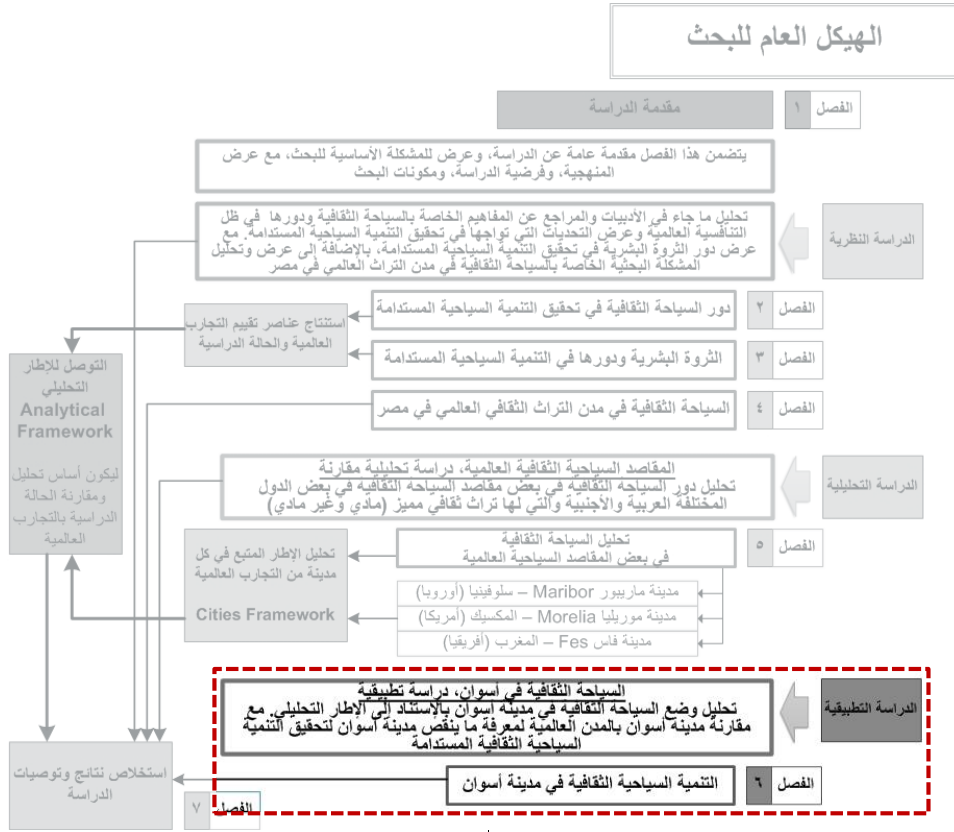 الهيكل العام للبحث
الفصل ١
مقدمة الدراسة
يتضمن هذا الفصل مقدمة عامة عن الدراسة، وعرض للمشكلة الأساسية للبحث، مع عرض
المنهجية، وفرضية الدراسة، ومكونات البحث
الدراسة النظرية
تحليل ما جاء في الأدبيات والمراجع عن المفاهيم الخاصة بالسياحة الثقافية ودورها في ظل
التنافسية العالمية وعرض التحديات التي تواجها في تحقيق التنمية السياحية المستدامة. مع
عرض دور الثروة البشرية في تحقيق التنمية السياحية المستدامة، بالإضافة إلى عرض وتحليل
المشكلة البحثية الخاصة بالسياحة الثقافية في مدن التراث العالمي في مصر
الفصل ٢
دور السياحة الثقافية في تحقيق التنمية السياحية المستدامة
الفصل ٣
الثروة البشرية ودورها في التنمية السياحية المستدامة
استنتاج عناصر تقييم التجارب
العالمية والحالة الدراسية
الفصل ٤
السياحة الثقافية في مدن التراث الثقافي العالمي في مصر
التوصل للإطار
التحليلي
Analytical
Framework
ليكون أساس تحليل
ومقارنة الحالة
الدراسية بالتجارب
العالمية
الدراسة التحليلية
المقاصد السياحية الثقافية العالمية، دراسة تحليلية مقارنة
تحليل دور السياحة الثقافية في بعض مقاصد السياحة الثقافية في بعض الدول
المختلفة العربية والأجنبية والتي لها تراث ثقافي مميز (مادي وغير مادي)
الفصل ٥
تحليل السياحة الثقافية
في بعض المقاصد السياحية العالمية
مدينة ماريبور Maribor – سلوفينيا (أوروبا)
مدينة موريليا Morelia – المكسيك (أمريكا)
مدينة فاس Fes – المغرب (أفريقيا)
تحليل الإطار المتبع في كل
مدينة من التجارب العالمية
Cities Framework
الدراسة التطبيقية
السياحة الثقافية في أسوان، دراسة تطبيقية
تحليل وضع السياحة الثقافية في مدينة أسوان بالإستناد إلى الإطار التحليلي. مع
مقارنة مدينة أسوان بالمدن العالمية لمعرفة ما ينقص مدينة أسوان لتحقيق التنمية
السياحية الثقافية المستدامة
الفصل ٦
التنمية السياحية الثقافية في مدينة أسوان
الفصل ٧
استخلاص نتائج وتوصيات
الدراسة